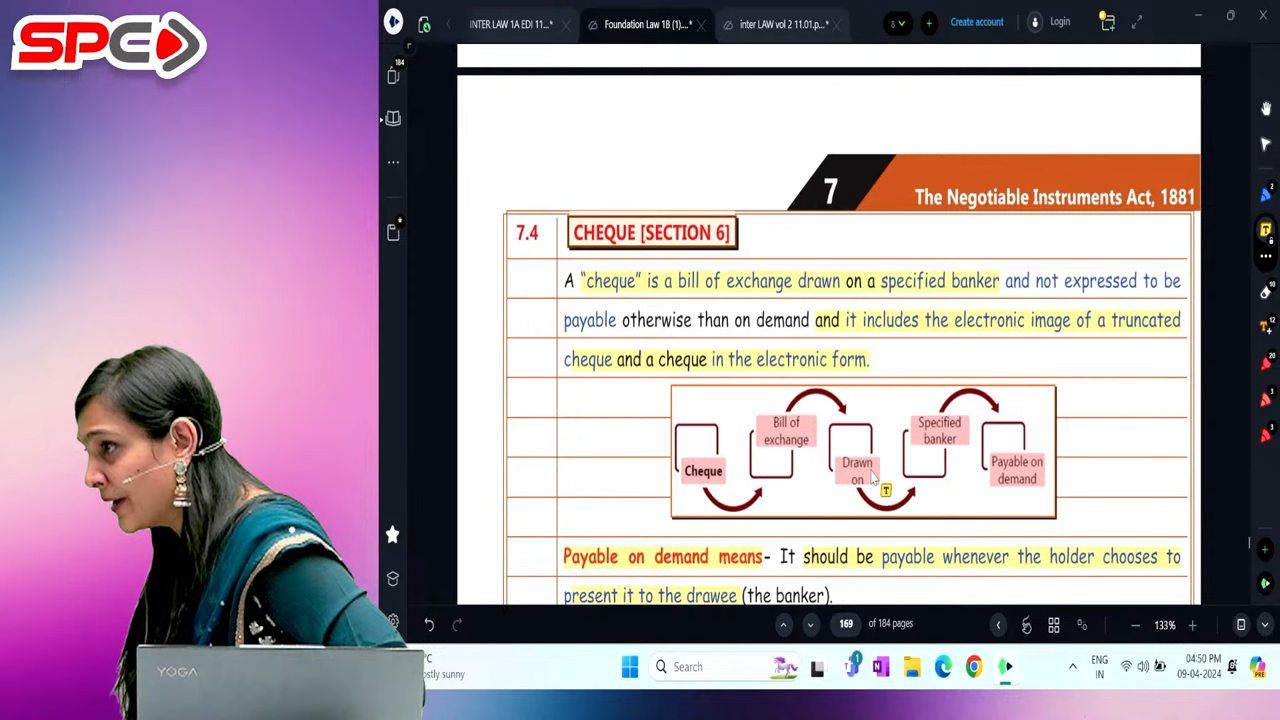 SPC
INTER LAW 1A EDI 11...*
Foundation Law 1B (1)....*
inter LAW vol 2 11.01.p...*
8
Create account
Login
184
7
The Negotiable Instruments Act, 1881
7.4
CHEQUE [SECTION 6]
A “cheque” is a bill of exchange drawn on a specified banker and not expressed to be
payable otherwise than on demand and it includes the electronic image of a truncated
cheque and a cheque in the electronic form.
Cheque
Bill of
exchange
Drawn
on
Specified
banker
Payable on
demand
T
Payable on demand means- It should be payable whenever the holder chooses to
present it to the drawee (the banker).
169 of 184 pages
133%
YOGA
°C
ostly sunny
Search
ENG
IN
04:50 PM
09-04-2024
PRE